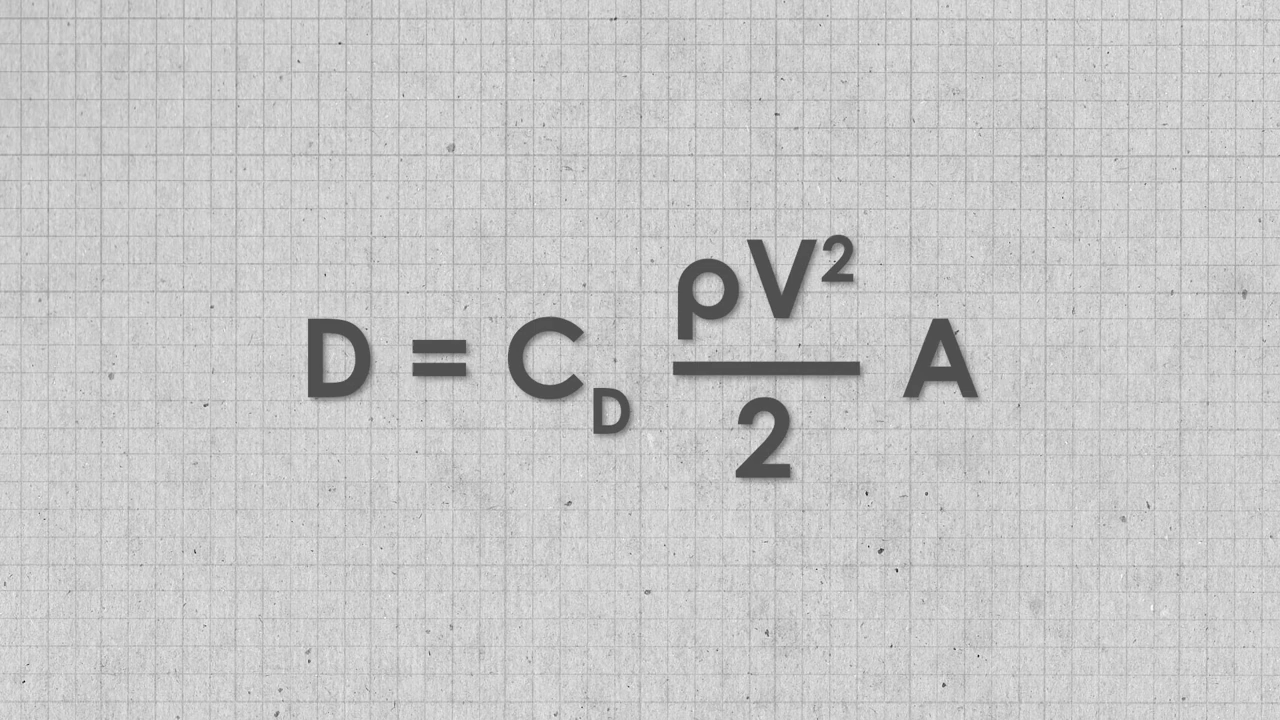 D = C_D ρV²/2 A